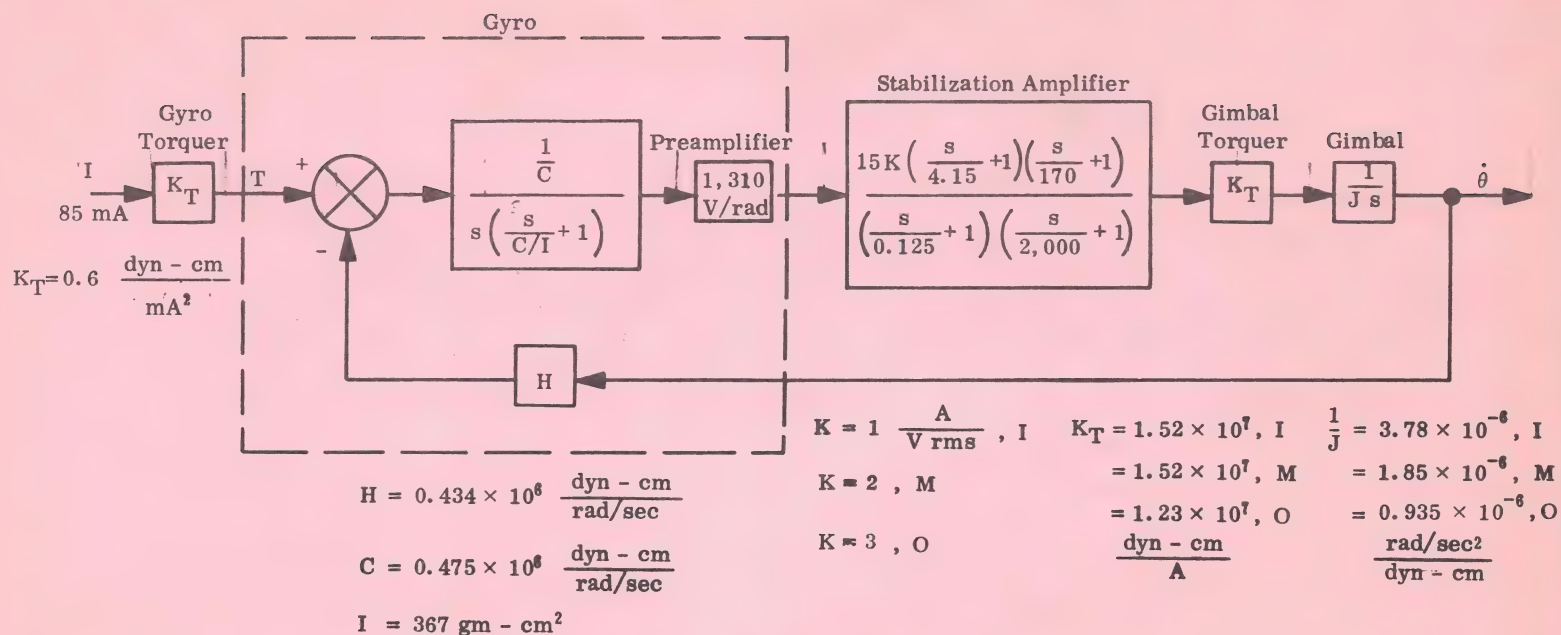 Gyro
Gyro
Torquer
I
85 mA
K_T
T
+
-
1
C
s ( s
C/I + 1 )
Preamplifier
1,310
V/rad
Stabilization Amplifier
15K ( s
4.15 +1 ) ( s
170 +1 )
( s
0.125 + 1 ) ( s
2,000 + 1 )
Gimbal
Torquer
K_T
Gimbal
1
J s
θ̇
K_T = 0.6 dyn - cm
mA²
H
H = 0.434 × 10⁶ dyn - cm
rad/sec
C = 0.475 × 10⁶ dyn - cm
rad/sec
I = 367 gm - cm²
K = 1 A
V rms , I
K = 2 , M
K = 3 , O
K_T = 1.52 × 10⁷, I
= 1.52 × 10⁷, M
= 1.23 × 10⁷, O
dyn - cm
A
1
J = 3.78 × 10⁻⁶, I
= 1.85 × 10⁻⁶, M
= 0.935 × 10⁻⁶, O
rad/sec²
dyn - cm